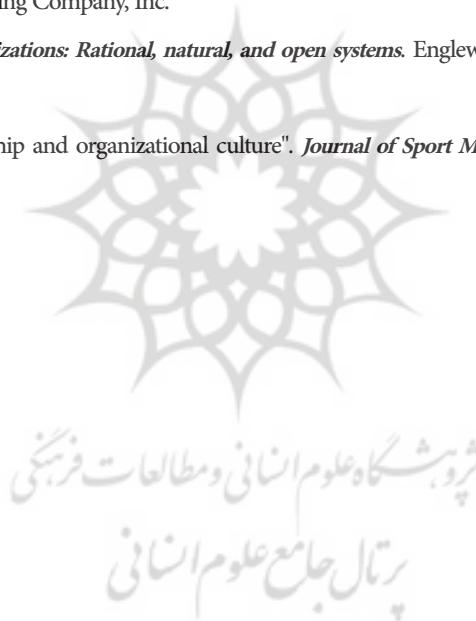 ing Company, Inc.
izations: Rational, natural, and open systems. Englew
hip and organizational culture". Journal of Sport M
پژوهشگاه علوم انسانی و مطالعات فرهنگی
پرتال جامع علوم انسانی